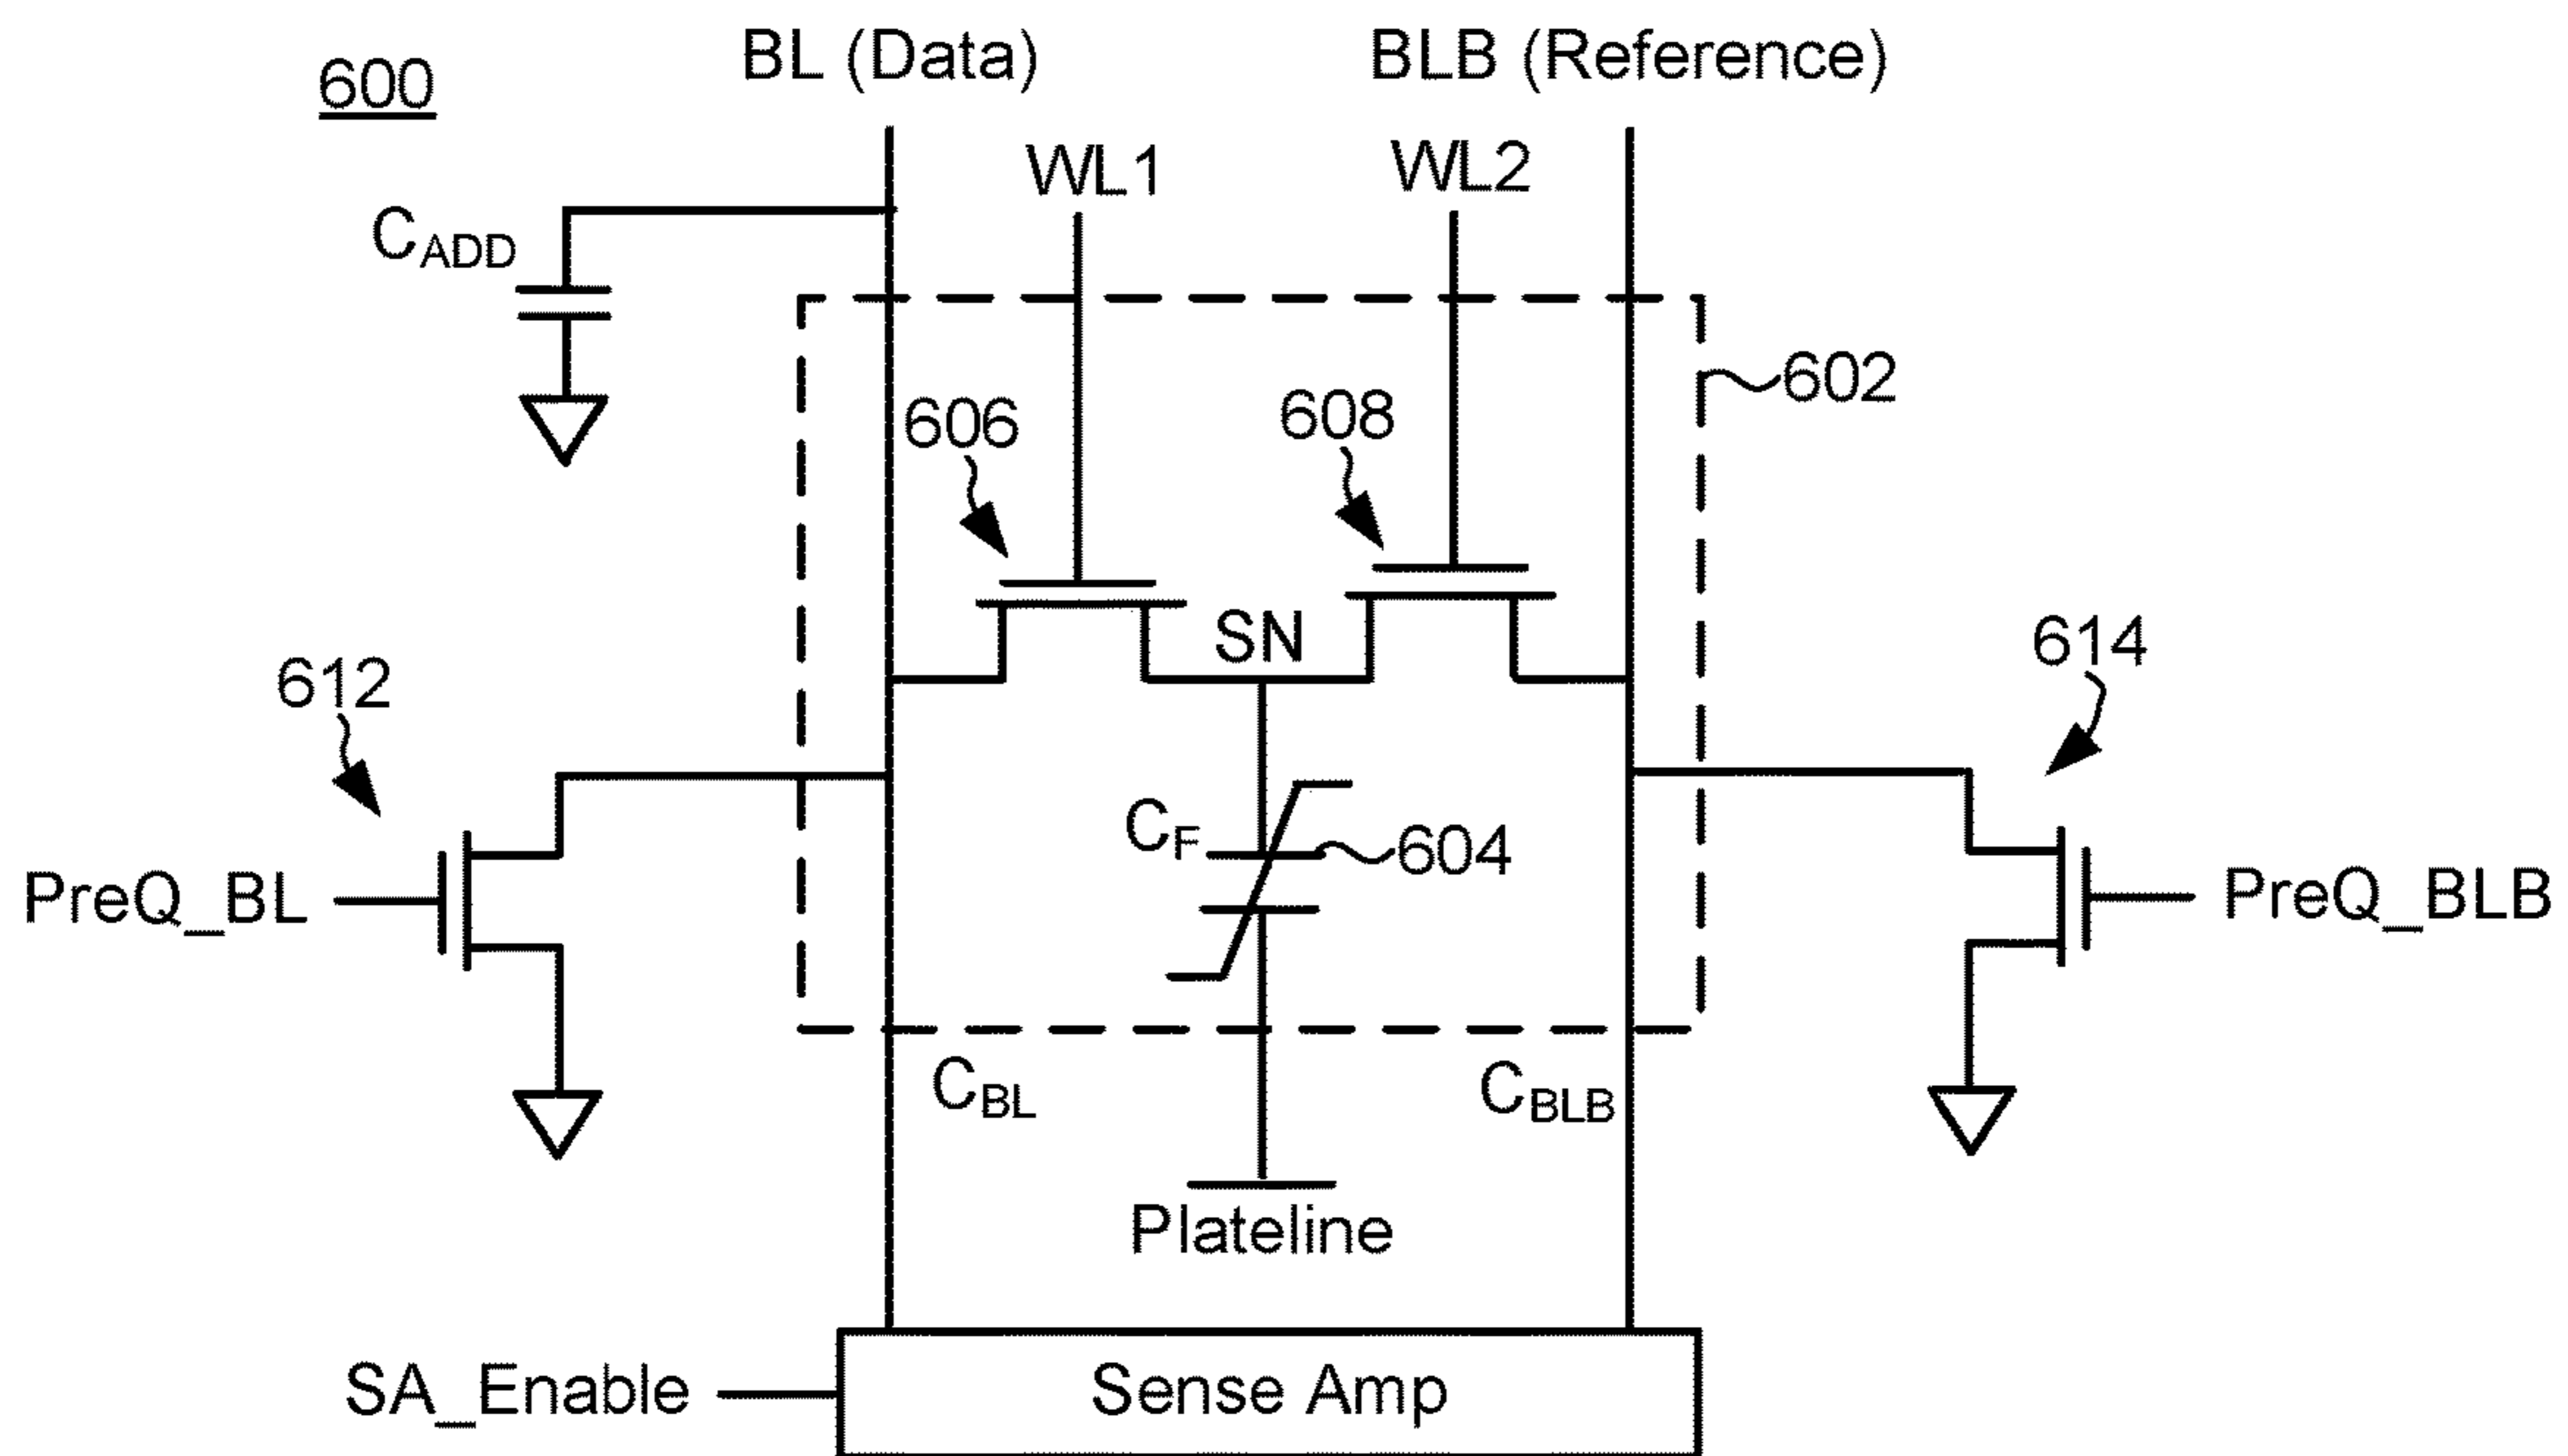 600
BL (Data)
BLB (Reference)
WL1
WL2
CADD
602
606
608
SN
612
614
CF
604
PreQ_BL
PreQ_BLB
CBL
CBLB
Plateline
SA_Enable
Sense Amp